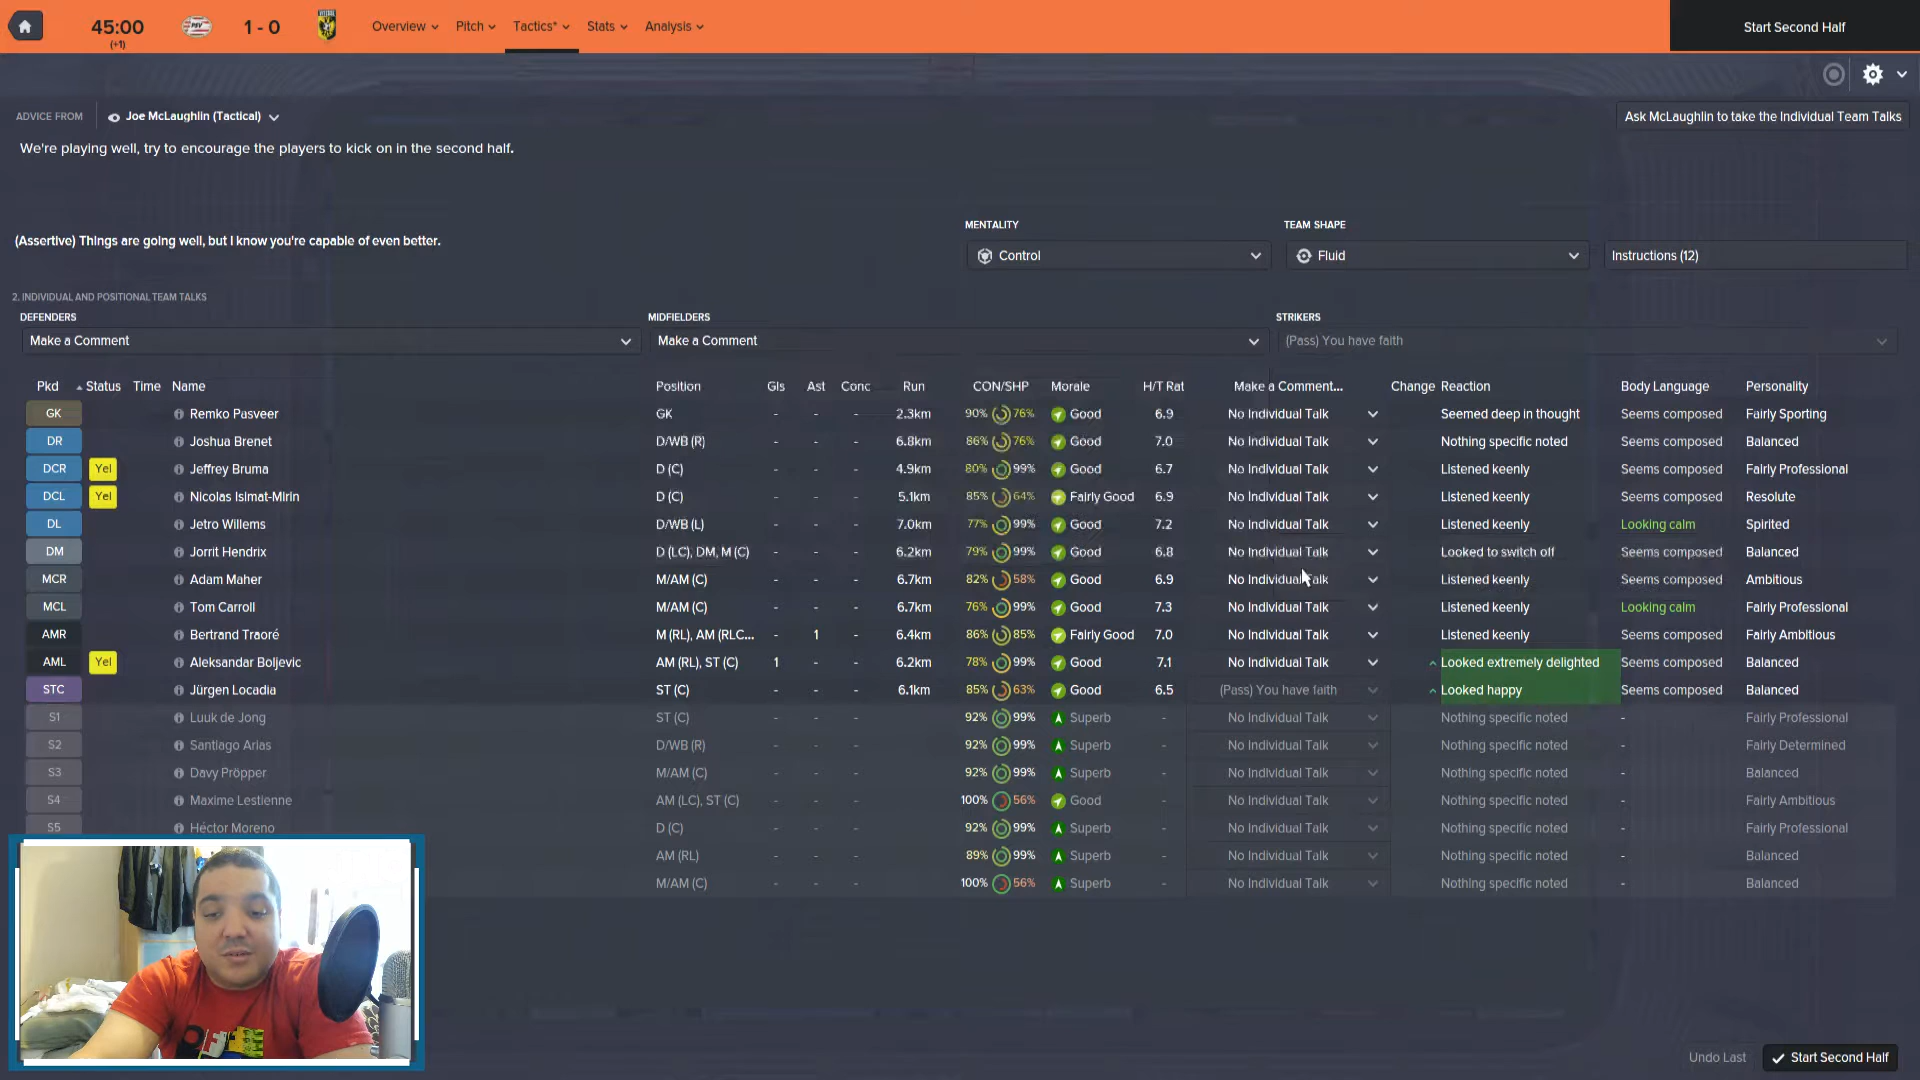 45:00 (+1) PSV 1 - 0 Overview Pitch Tactics* Stats Analysis Start Second Half
ADVICE FROM Joe McLaughlin (Tactical) Ask McLaughlin to take the Individual Team Talks
We're playing well, try to encourage the players to kick on in the second half.
MENTALITY TEAM SHAPE
(Assertive) Things are going well, but I know you're capable of even better. Control Fluid Instructions (12)
2. INDIVIDUAL AND POSITIONAL TEAM TALKS
DEFENDERS MIDFIELDERS STRIKERS
Make a Comment Make a Comment (Pass) You have faith
Pkd Status Time Name Position Gls Ast Conc Run CON/SHP Morale H/T Rat Make a Comment... Change Reaction Body Language Personality
GK Remko Pasveer GK - - - 2.3km 90% 76% Good 6.9 No Individual Talk Seemed deep in thought Seems composed Fairly Sporting
DR Joshua Brenet D/WB (R) - - - 6.8km 86% 76% Good 7.0 No Individual Talk Nothing specific noted Seems composed Balanced
DCR Yel Jeffrey Bruma D (C) - - - 4.9km 80% 99% Good 6.7 No Individual Talk Listened keenly Seems composed Fairly Professional
DCL Yel Nicolas Isimat-Mirin D (C) - - - 5.1km 85% 64% Fairly Good 6.9 No Individual Talk Listened keenly Seems composed Resolute
DL Jetro Willems D/WB (L) - - - 7.0km 77% 99% Good 7.2 No Individual Talk Listened keenly Looking calm Spirited
DM Jorrit Hendrix D (LC), DM, M (C) - - - 6.2km 79% 99% Good 6.8 No Individual Talk Looked to switch off Seems composed Balanced
MCR Adam Maher M/AM (C) - - - 6.7km 82% 58% Good 6.9 No Individual Talk Listened keenly Seems composed Ambitious
MCL Tom Carroll M/AM (C) - - - 6.7km 76% 99% Good 7.3 No Individual Talk Listened keenly Looking calm Fairly Professional
AMR Bertrand Traoré M (RL), AM (RLC... - 1 - 6.4km 86% 85% Fairly Good 7.0 No Individual Talk Listened keenly Seems composed Fairly Ambitious
AML Yel Aleksandar Boljevic AM (RL), ST (C) 1 - - 6.2km 78% 99% Good 7.1 No Individual Talk Looked extremely delighted Seems composed Balanced
STC Jürgen Locadia ST (C) - - - 6.1km 85% 63% Good 6.5 (Pass) You have faith Looked happy Seems composed Balanced
S1 Luuk de Jong ST (C) - - - 92% 99% Superb - No Individual Talk Nothing specific noted - Fairly Professional
S2 Santiago Arias D/WB (R) - - - 92% 99% Superb - No Individual Talk Nothing specific noted - Fairly Determined
S3 Davy Pröpper M/AM (C) - - - 92% 99% Superb - No Individual Talk Nothing specific noted - Balanced
S4 Maxime Lestienne AM (LC), ST (C) - - - 100% 56% Good - No Individual Talk Nothing specific noted - Fairly Ambitious
S5 Héctor Moreno D (C) - - - 92% 99% Superb - No Individual Talk Nothing specific noted - Fairly Professional
AM (RL) - - - 89% 99% Superb - No Individual Talk Nothing specific noted - Balanced
M/AM (C) - - - 100% 56% Superb - No Individual Talk Nothing specific noted - Balanced
Undo Last Start Second Half